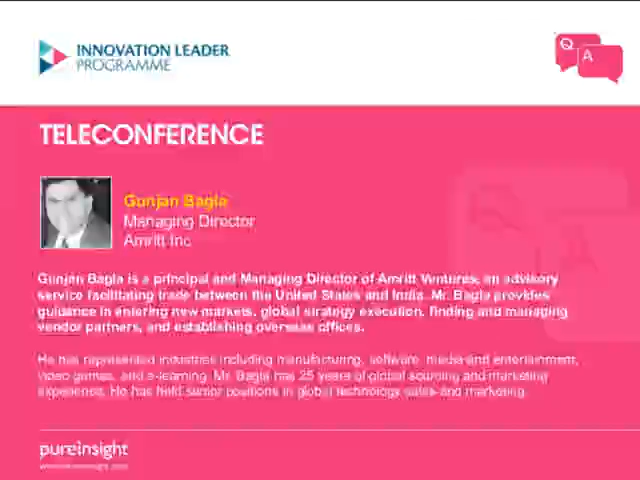 INNOVATION LEADER
PROGRAMME
Q
A
TELECONFERENCE
Gunjan Bagla
Managing Director
Amritt Inc
Gunjan Bagla is a principal and Managing Director of Amritt Ventures, an advisory
service facilitating trade between the United States and India. Mr. Bagla provides
guidance in entering new markets, global strategy execution, finding and managing
vendor partners, and establishing overseas offices.
He has represented industries including manufacturing, software, media and entertainment,
video games, and e-learning. Mr. Bagla has 25 years of global sourcing and marketing
experience. He has held senior positions in global technology sales and marketing.
pureinsight